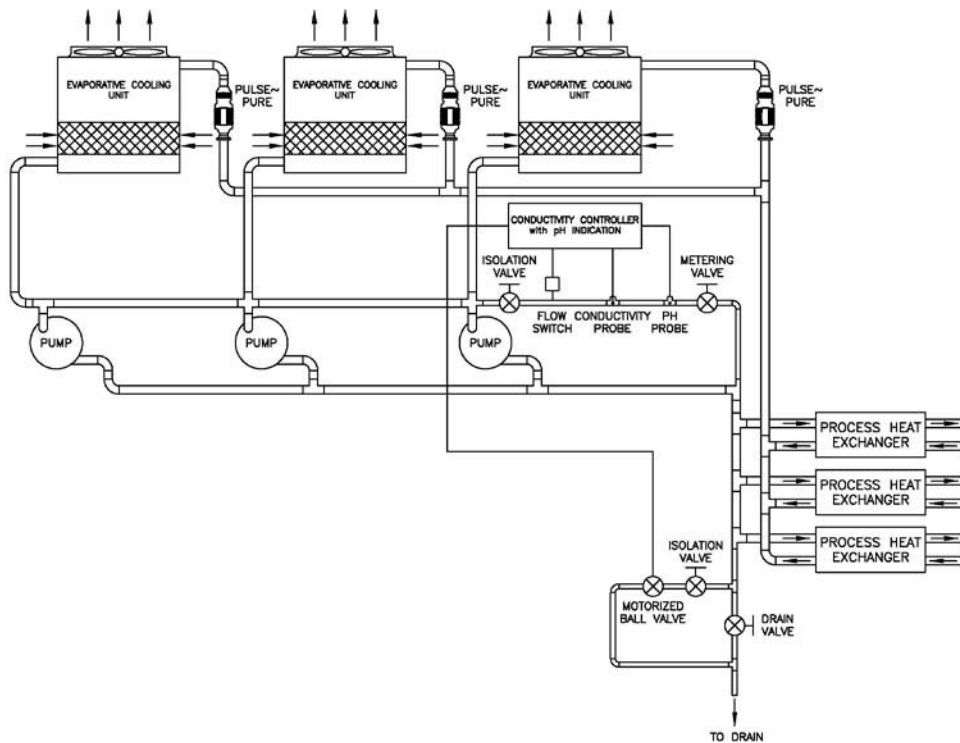 EVAPORATIVE COOLING
UNIT
PULSE~
PURE
EVAPORATIVE COOLING
UNIT
PULSE~
PURE
EVAPORATIVE COOLING
UNIT
PULSE~
PURE
CONDUCTIVITY CONTROLLER
with pH INDICATION
ISOLATION
VALVE
METERING
VALVE
FLOW
SWITCH
CONDUCTIVITY
PROBE
PH
PROBE
PUMP
PUMP
PUMP
PROCESS HEAT
EXCHANGER
PROCESS HEAT
EXCHANGER
PROCESS HEAT
EXCHANGER
ISOLATION
VALVE
MOTORIZED
BALL VALVE
DRAIN
VALVE
TO DRAIN